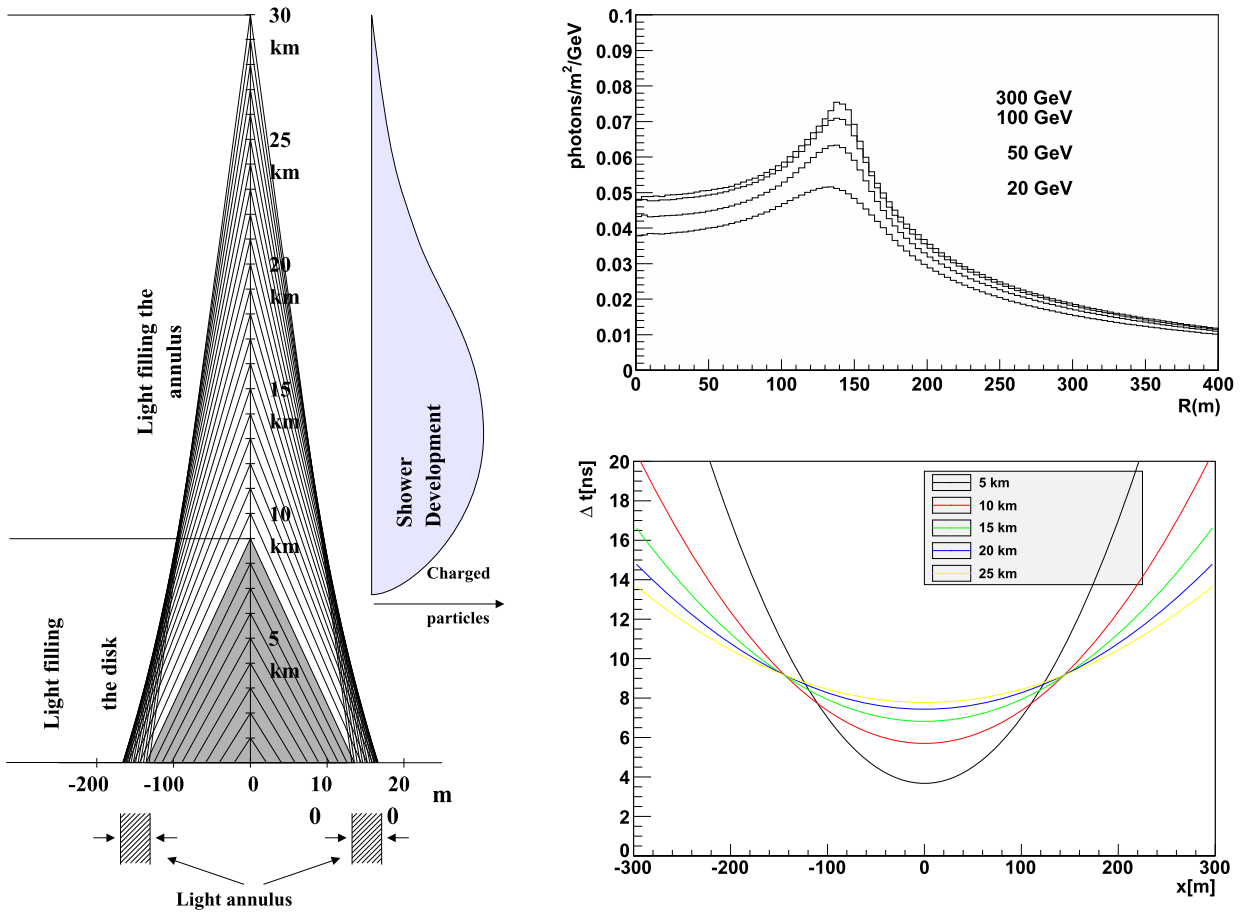 30
km
25
km
20
km
15
km
10
km
5
km
Light filling the
annulus
Light filling
the disk
Shower
Development
Charged
particles
-200
-100
0
10
0
20
0
m
Light annulus
photons/m²/GeV
0.1
0.09
0.08
0.07
0.06
0.05
0.04
0.03
0.02
0.01
0
300 GeV
100 GeV
50 GeV
20 GeV
0
50
100
150
200
250
300
350
400
R(m)
Δ t[ns]
20
18
16
14
12
10
8
6
4
2
0
5 km
10 km
15 km
20 km
25 km
-300
-200
-100
0
100
200
300
x[m]